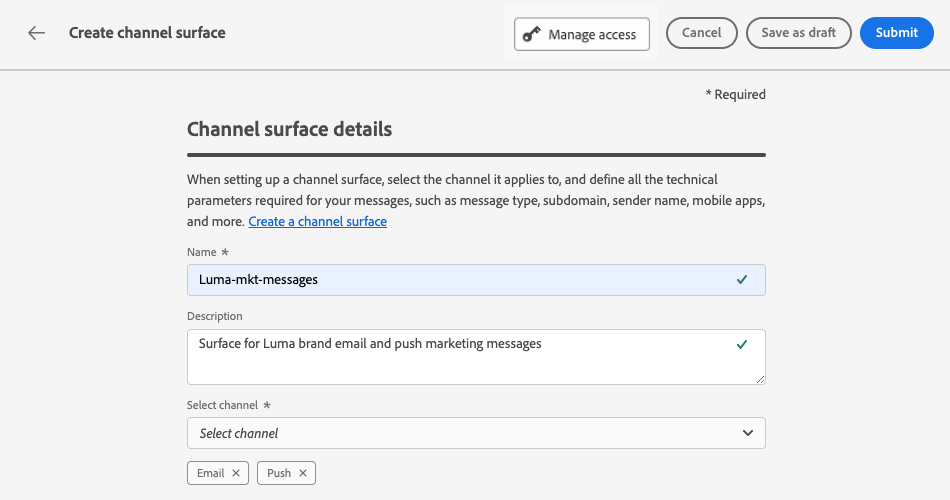 Create channel surface
Manage access
Cancel
Save as draft
Submit
* Required
Channel surface details
When setting up a channel surface, select the channel it applies to, and define all the technical
parameters required for your messages, such as message type, subdomain, sender name, mobile apps,
and more. Create a channel surface
Name *
Luma-mkt-messages
Description
Surface for Luma brand email and push marketing messages
Select channel *
Select channel
Email ×
Push ×